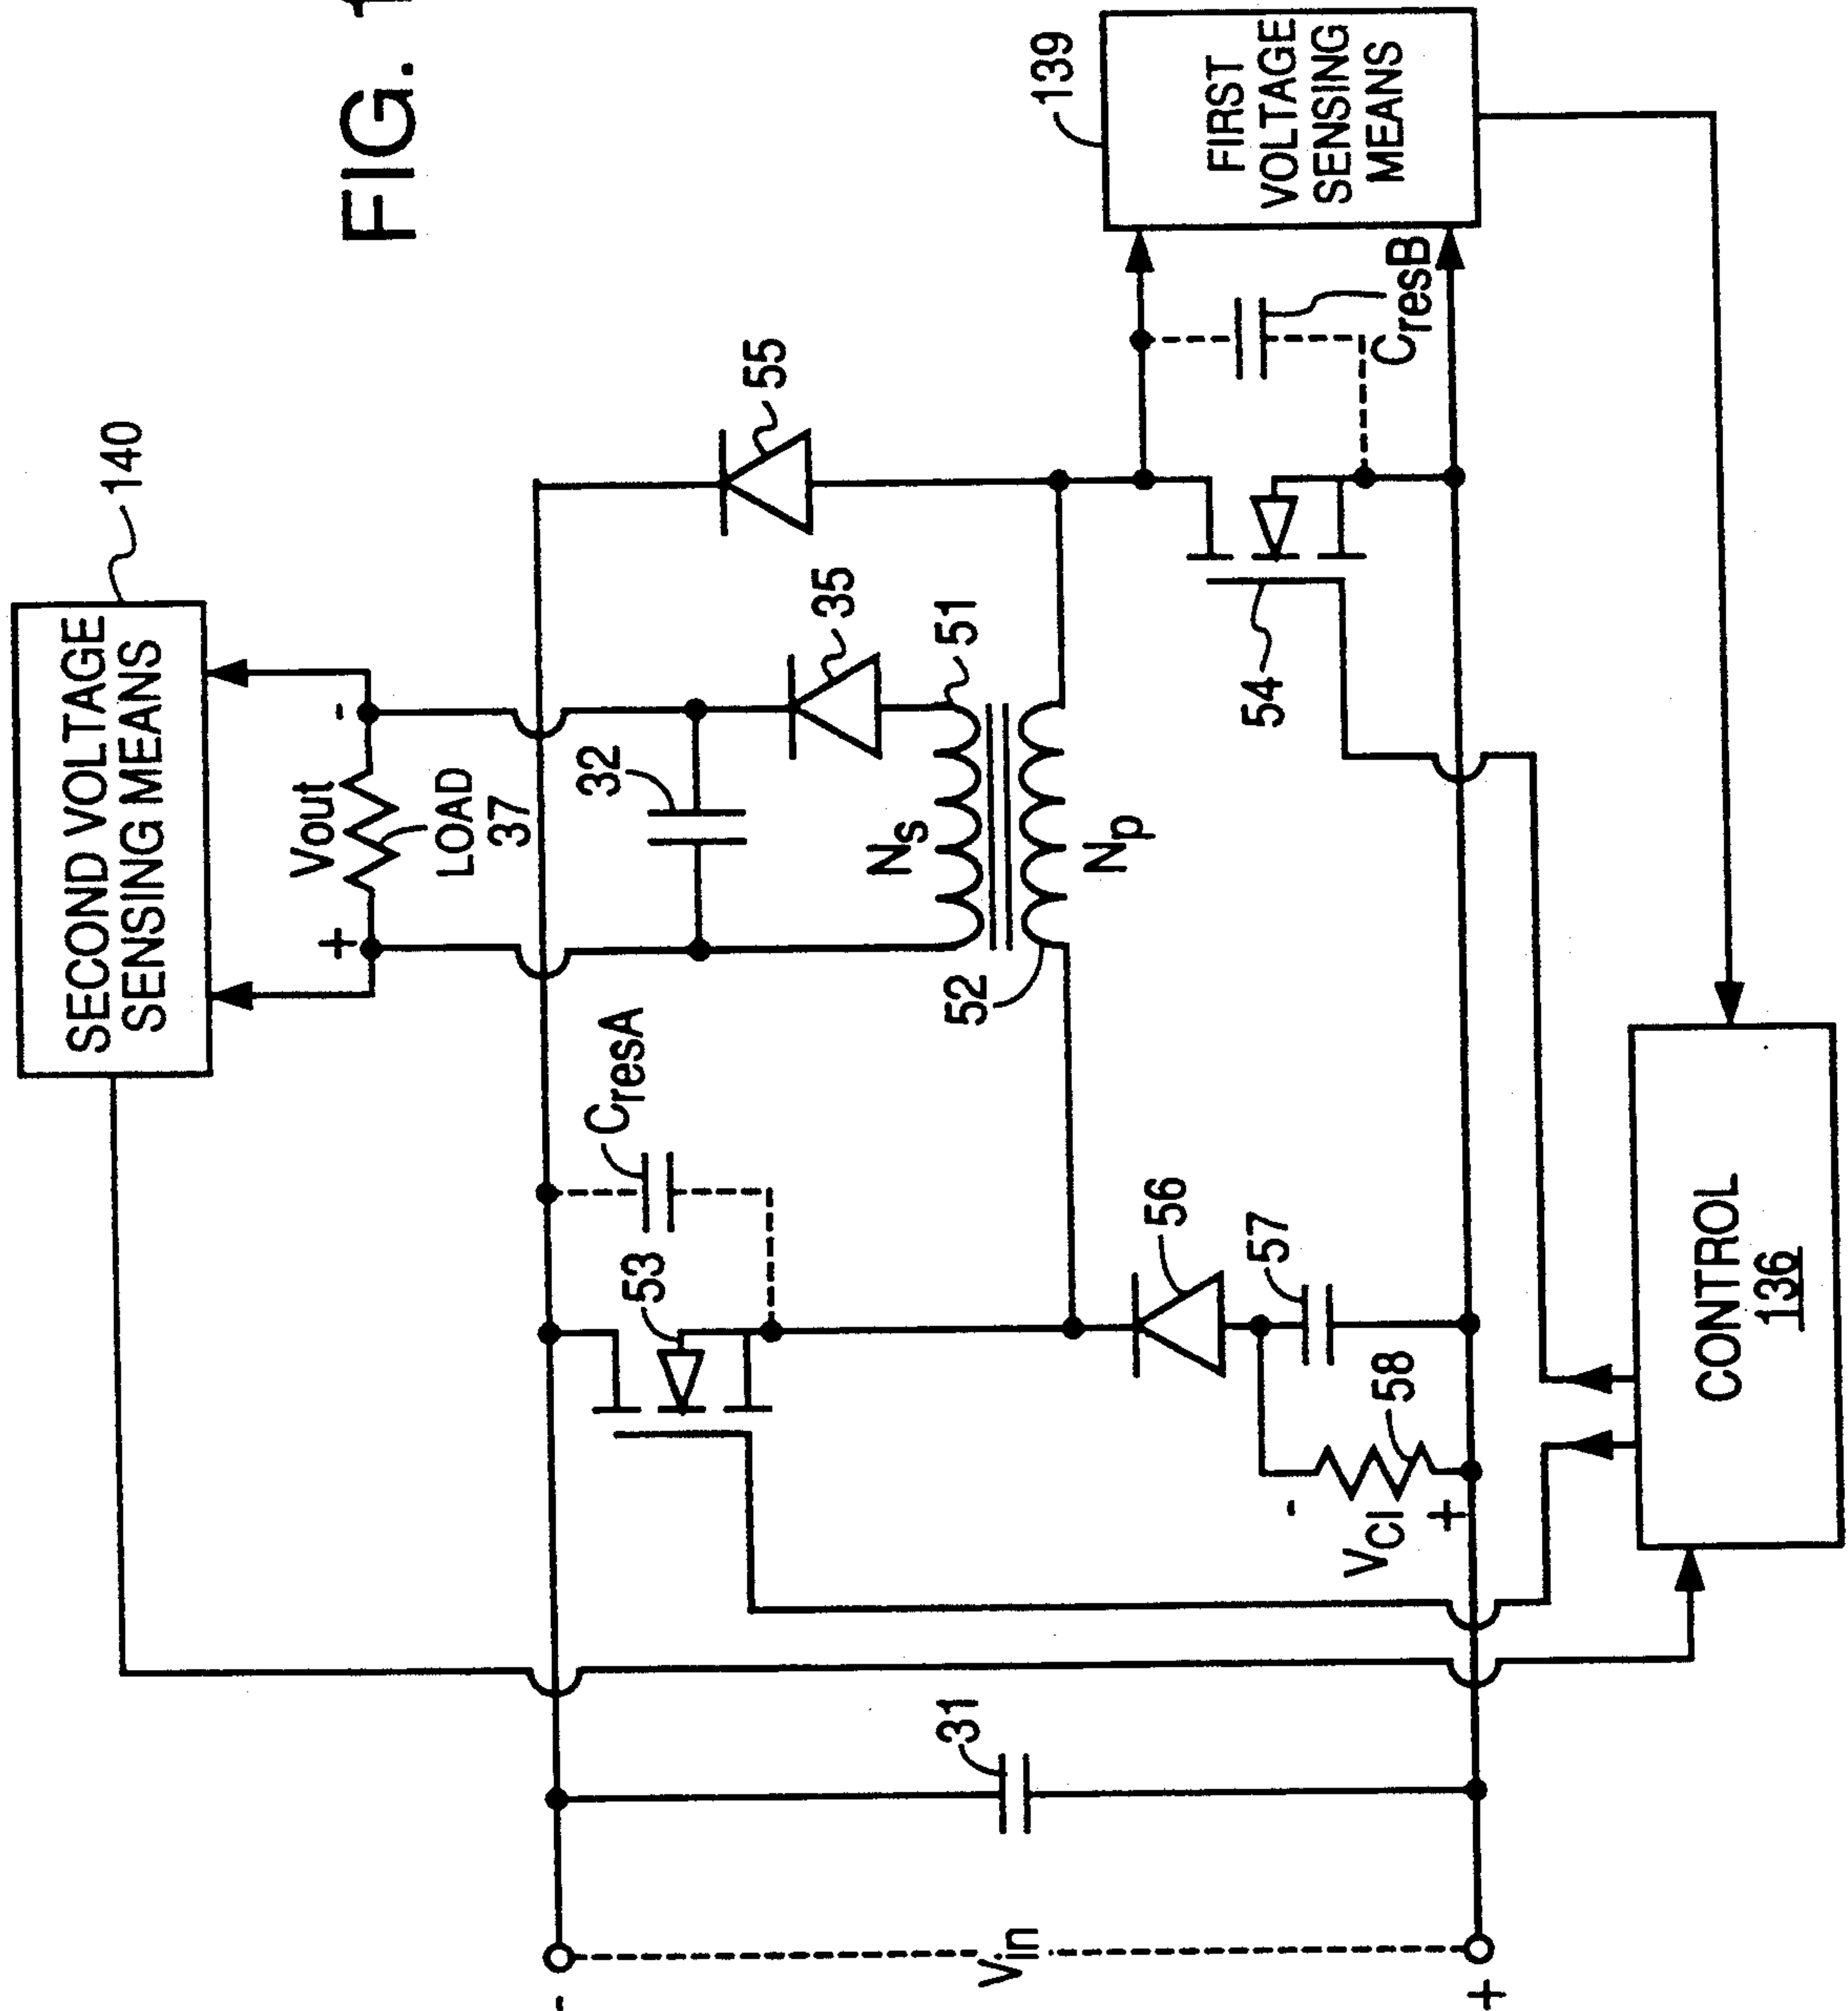 FIG. 1
SECOND VOLTAGE
SENSING MEANS
140
Vout
+
-
LOAD
37
32
35
51
Ns
Np
52
55
CresA
53
56
57
58
-
VCI
+
31
-
Vin
+
54
CresB
139
FIRST
VOLTAGE
SENSING
MEANS
CONTROL
136